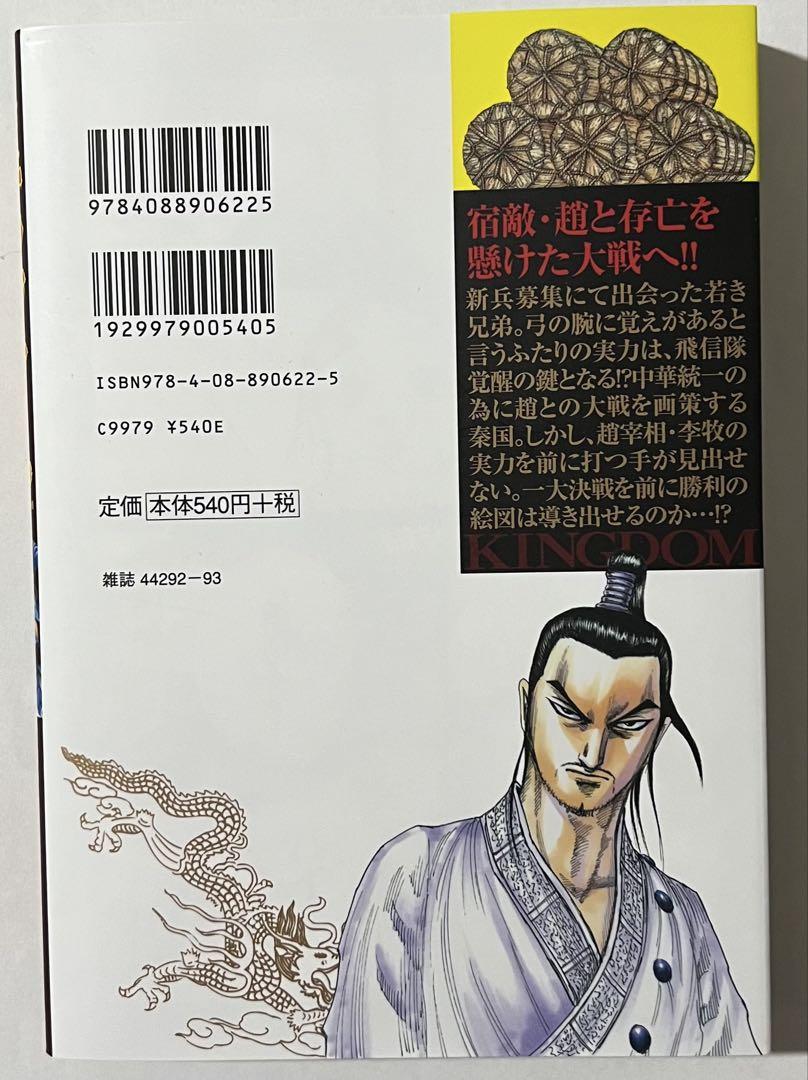 9784088906225
1929979005405
ISBN978-4-08-890622-5
C9979 ¥540E
定価 本体540円+税
雑誌 44292-93
宿敵・趙と存亡を
懸けた大戦へ!!
新兵募集にて出会った若き
兄弟。弓の腕に覚えがあると
言うふたりの実力は、飛信隊
覚醒の鍵となる!?中華統一の
為に趙との大戦を画策する
秦国。しかし、趙宰相・李牧の
実力を前に打つ手が見出せ
ない。一大決戦を前に勝利の
絵図は導き出せるのか…!?
KINGDOM